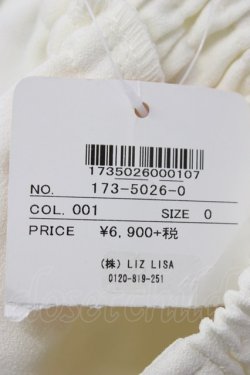 1735026000107
NO. 173-5026-0
COL. 001 SIZE 0
PRICE ¥6,900+税
(株) LIZ LISA
0120-819-251